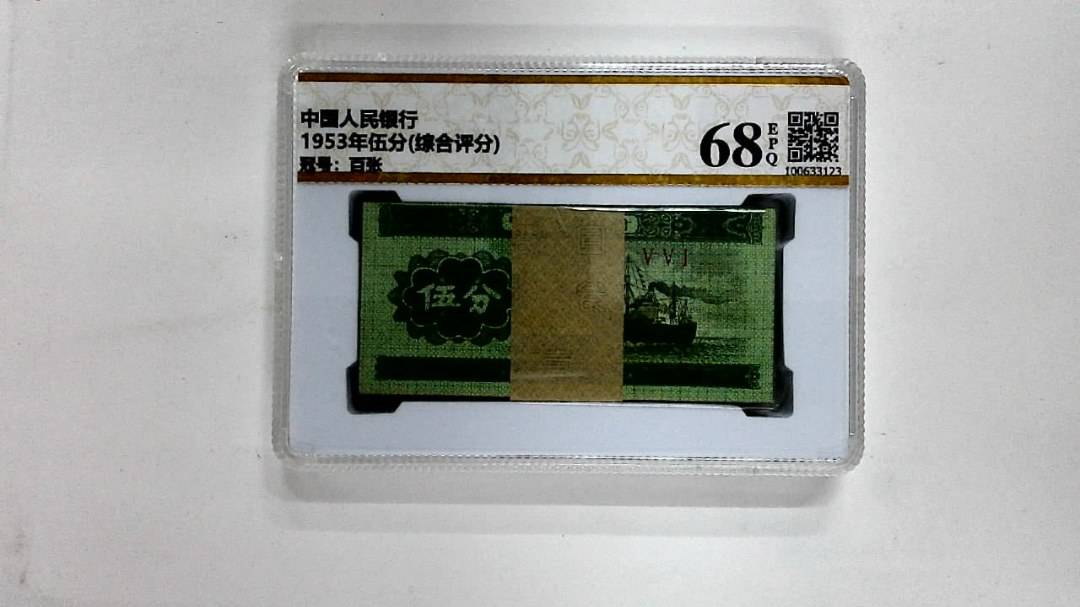 中国人民银行
1953年伍分(综合评分)
冠号：百张
68
EPQ
100633123
伍分
V V I